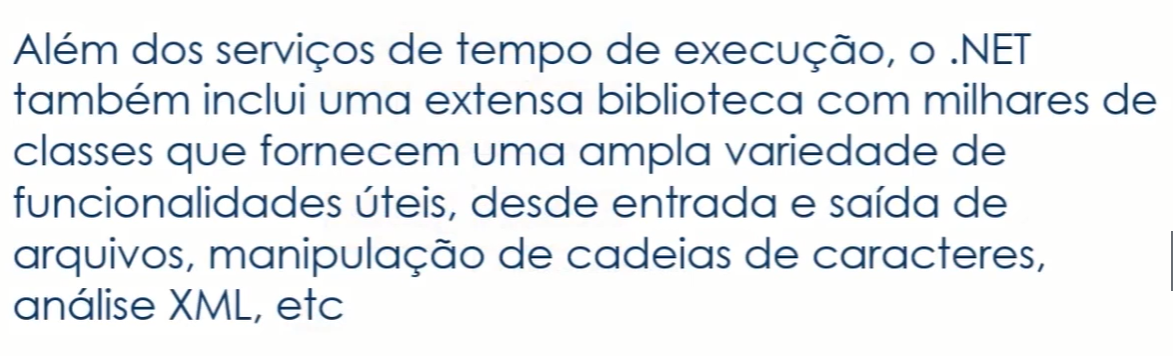 Além dos serviços de tempo de execução, o .NET
também inclui uma extensa biblioteca com milhares de
classes que fornecem uma ampla variedade de
funcionalidades úteis, desde entrada e saída de
arquivos, manipulação de cadeias de caracteres,
análise XML, etc